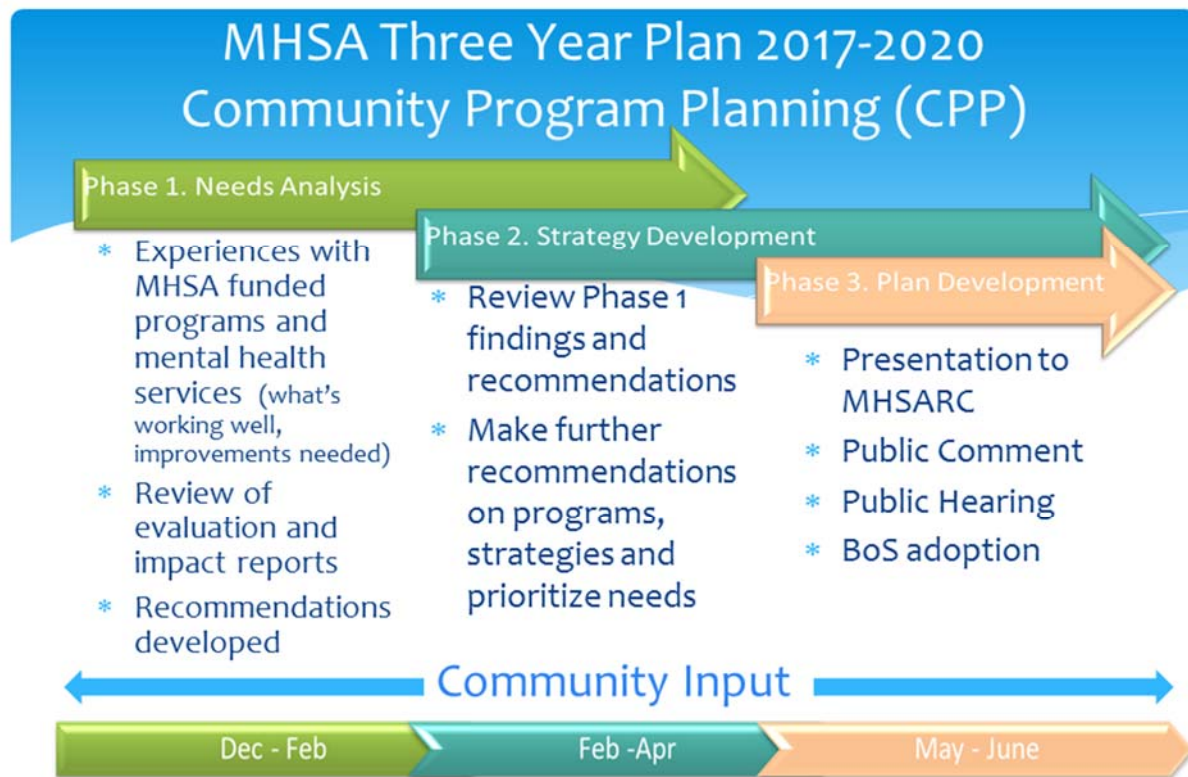 MHSA Three Year Plan 2017-2020
Community Program Planning (CPP)
Phase 1. Needs Analysis
* Experiences with
MHSA funded
programs and
mental health
services (what's
working well,
improvements needed)
* Review of
evaluation and
impact reports
* Recommendations
developed
Phase 2. Strategy Development
* Review Phase 1
findings and
recommendations
* Make further
recommendations
on programs,
strategies and
prioritize needs
Phase 3. Plan Development
* Presentation to
MHSARC
* Public Comment
* Public Hearing
* BoS adoption
Community Input
Dec - Feb
Feb -Apr
May - June